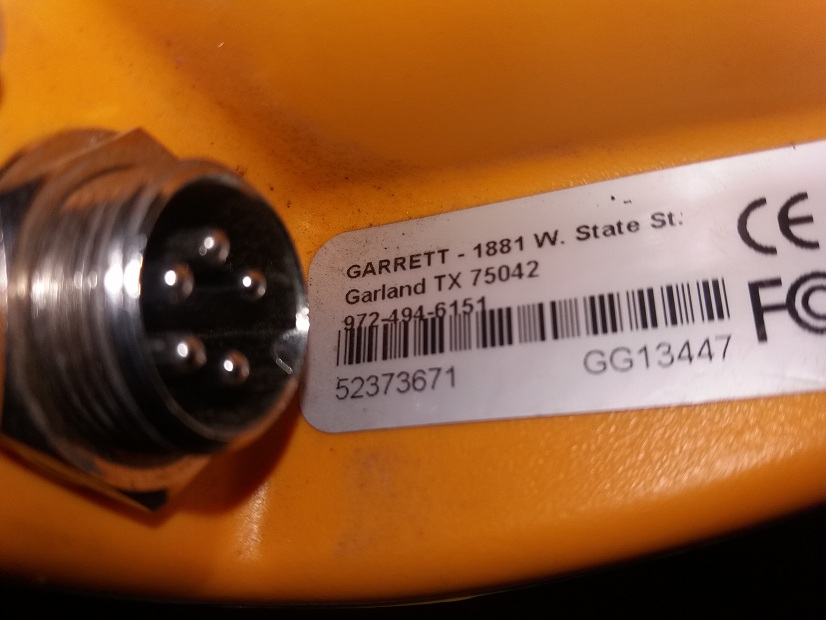 GARRETT - 1881 W. State St.
Garland TX 75042
972-494-6151
52373671 GG13447
CE
FC